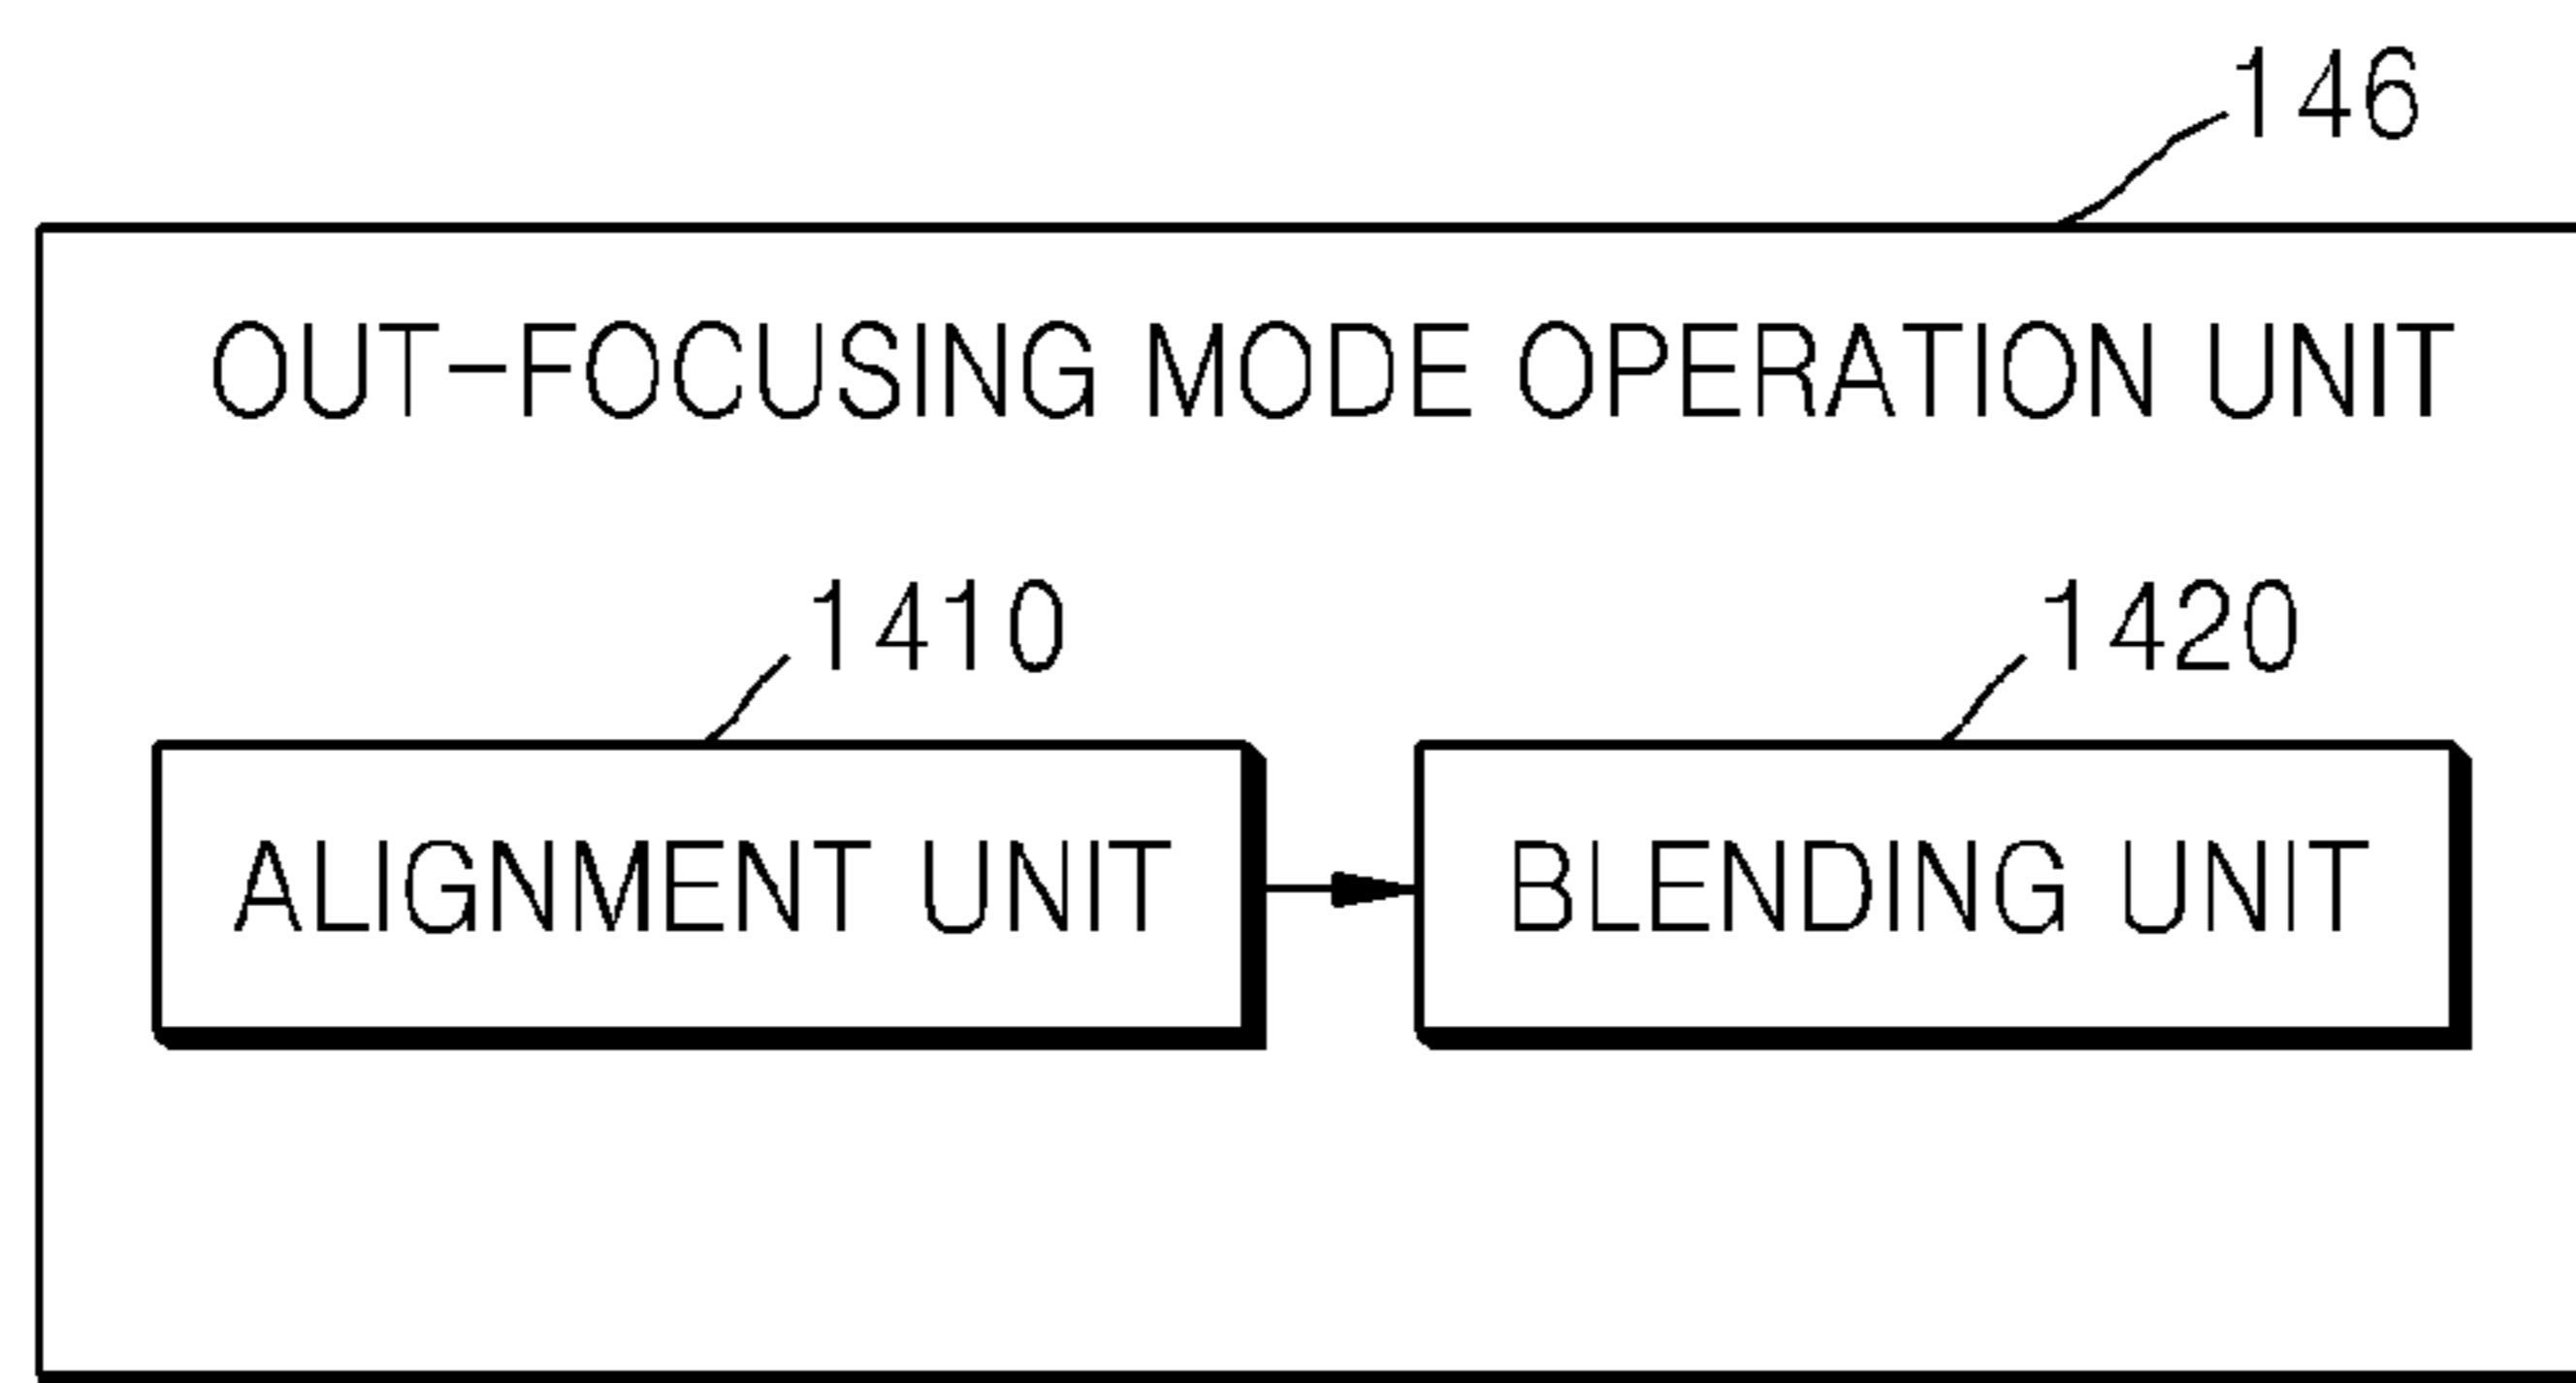 146
OUT-FOCUSING MODE OPERATION UNIT
1410 1420
ALIGNMENT UNIT BLENDING UNIT